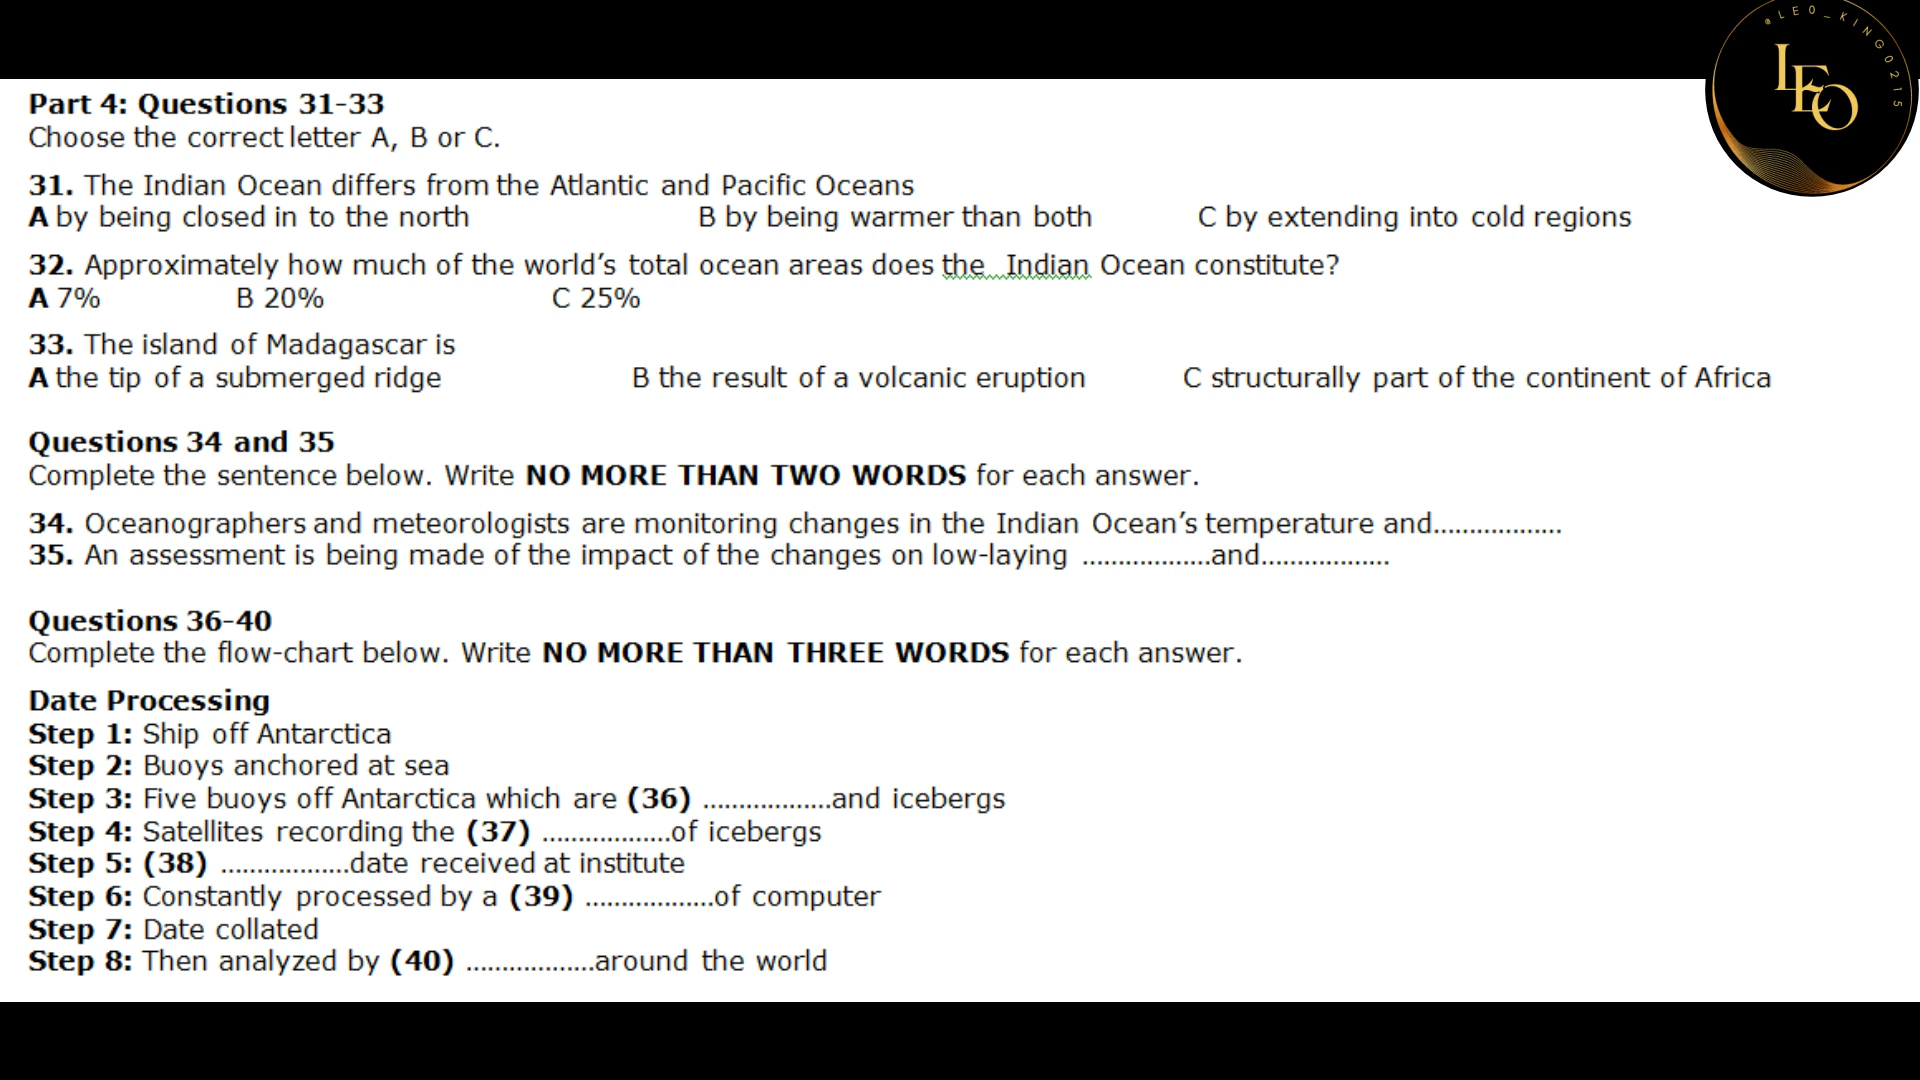 @LEO_KING0215
LEO
Part 4: Questions 31-33
Choose the correct letter A, B or C.
31. The Indian Ocean differs from the Atlantic and Pacific Oceans
A by being closed in to the north B by being warmer than both C by extending into cold regions
32. Approximately how much of the world's total ocean areas does the Indian Ocean constitute?
A 7% B 20% C 25%
33. The island of Madagascar is
A the tip of a submerged ridge B the result of a volcanic eruption C structurally part of the continent of Africa
Questions 34 and 35
Complete the sentence below. Write NO MORE THAN TWO WORDS for each answer.
34. Oceanographers and meteorologists are monitoring changes in the Indian Ocean's temperature and..................
35. An assessment is being made of the impact of the changes on low-laying ..................and..................
Questions 36-40
Complete the flow-chart below. Write NO MORE THAN THREE WORDS for each answer.
Date Processing
Step 1: Ship off Antarctica
Step 2: Buoys anchored at sea
Step 3: Five buoys off Antarctica which are (36) ..................and icebergs
Step 4: Satellites recording the (37) ..................of icebergs
Step 5: (38) ..................date received at institute
Step 6: Constantly processed by a (39) ..................of computer
Step 7: Date collated
Step 8: Then analyzed by (40) ..................around the world